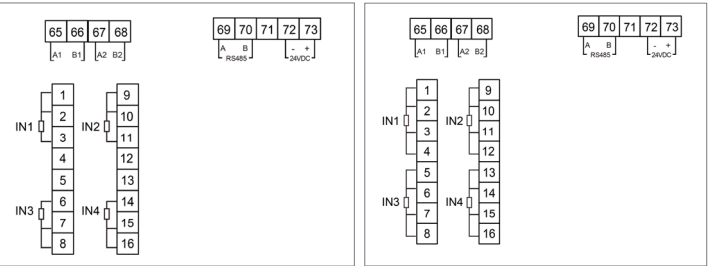 65 66 67 68
A1 B1 A2 B2
69 70 71 72 73
A B - +
RS485 24VDC
1 9
2 10
IN1 IN2
3 11
4 12
5 13
6 14
IN3 IN4
7 15
8 16
65 66 67 68
A1 B1 A2 B2
69 70 71 72 73
A B - +
RS485 24VDC
1 9
2 10
IN1 IN2
3 11
4 12
5 13
6 14
IN3 IN4
7 15
8 16